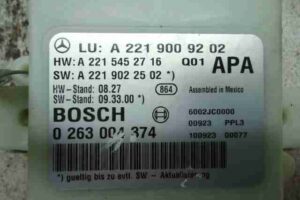 LU: A 221 900 92 02
HW: A 221 545 27 16 Q01 APA
SW: A 221 902 25 02 *)
HW - Stand: 08.27 864 Assembled in Mexico
SW - Stand: 09.33.00 *)
BOSCH 6002JC0000
0 263 004 374 00923 PPL3
100923 00077
*) gueltig bis zu evtl. SW - Aktualisierung